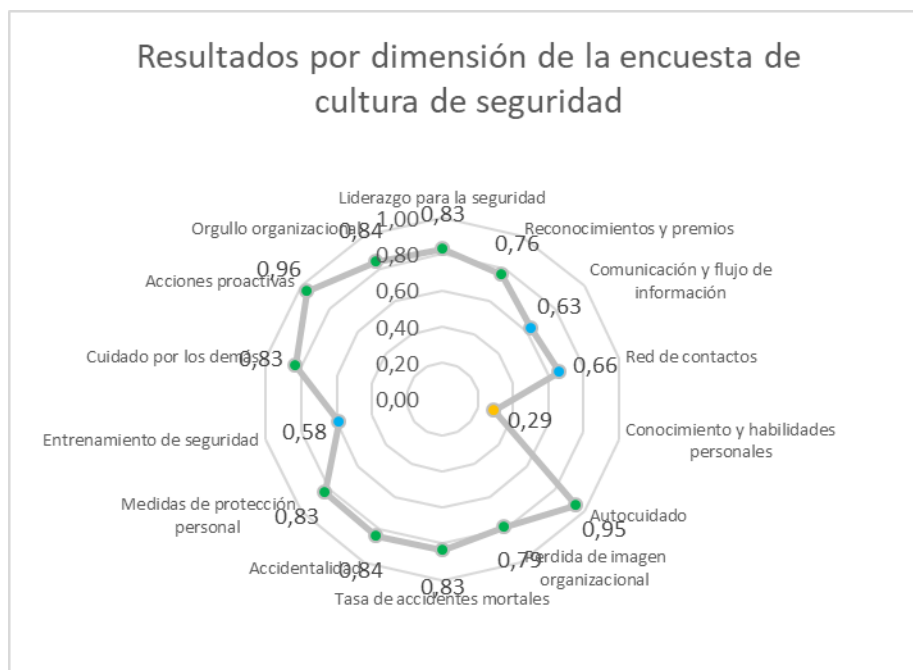 Resultados por dimensión de la encuesta de
cultura de seguridad
Liderazgo para la seguridad
0,83
Reconocimientos y premios
0,76
Comunicación y flujo de
información
0,63
Red de contactos
0,66
Conocimiento y habilidades
personales
0,29
Autocuidado
0,95
Perdida de imagen
organizacional
0,79
Tasa de accidentes mortales
0,83
Accidentalidad
0,84
Medidas de protección
personal
0,83
Entrenamiento de seguridad
0,58
Cuidado por los demás
0,83
Acciones proactivas
0,96
Orgullo organizacional
0,84
1,00
0,80
0,60
0,40
0,20
0,00